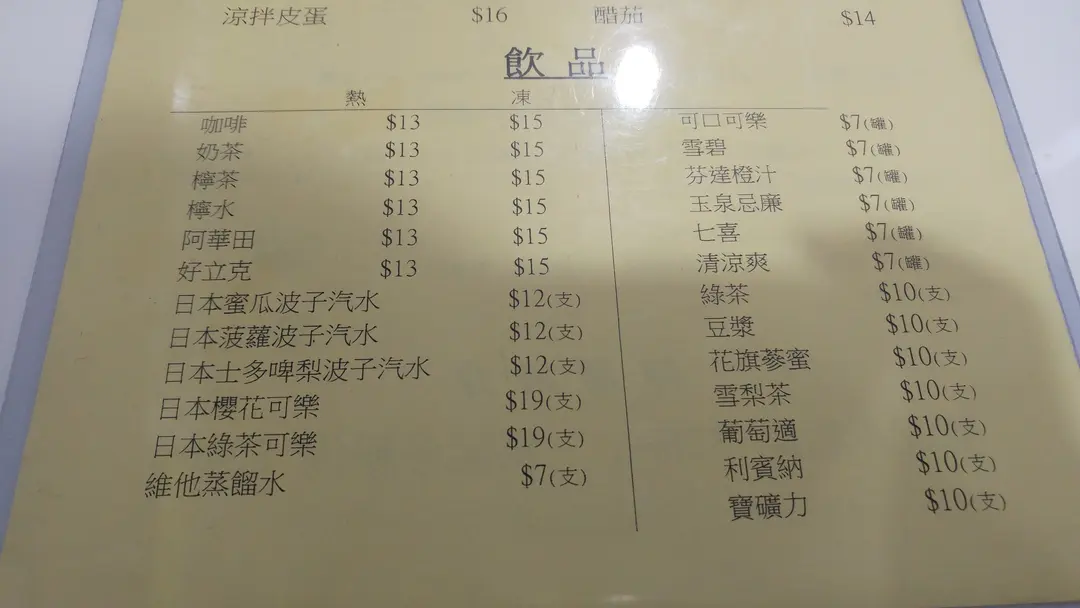 涼拌皮蛋 $16 醋茄 $14
飲 品
熱 凍
咖啡 $13 $15
奶茶 $13 $15
檸茶 $13 $15
檸水 $13 $15
阿華田 $13 $15
好立克 $13 $15
日本蜜瓜波子汽水 $12(支)
日本菠蘿波子汽水 $12(支)
日本士多啤梨波子汽水 $12(支)
日本櫻花可樂 $19(支)
日本綠茶可樂 $19(支)
維他蒸餾水 $7(支)
可口可樂 $7(罐)
雪碧 $7(罐)
芬達橙汁 $7(罐)
玉泉忌廉 $7(罐)
七喜 $7(罐)
清涼爽 $7(罐)
綠茶 $10(支)
豆漿 $10(支)
花旗蔘蜜 $10(支)
雪梨茶 $10(支)
葡萄適 $10(支)
利賓納 $10(支)
寶礦力 $10(支)